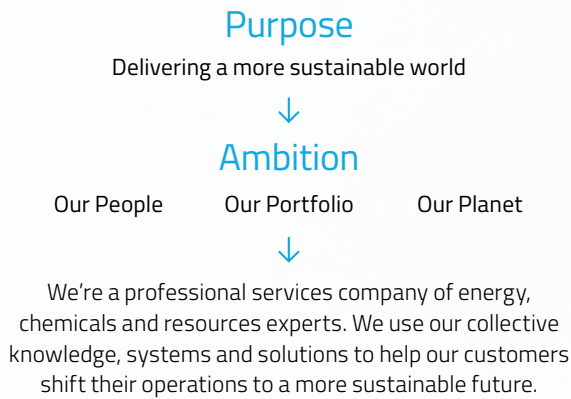 Purpose
Delivering a more sustainable world
Ambition
Our People Our Portfolio Our Planet
We’re a professional services company of energy,
chemicals and resources experts. We use our collective
knowledge, systems and solutions to help our customers
shift their operations to a more sustainable future.